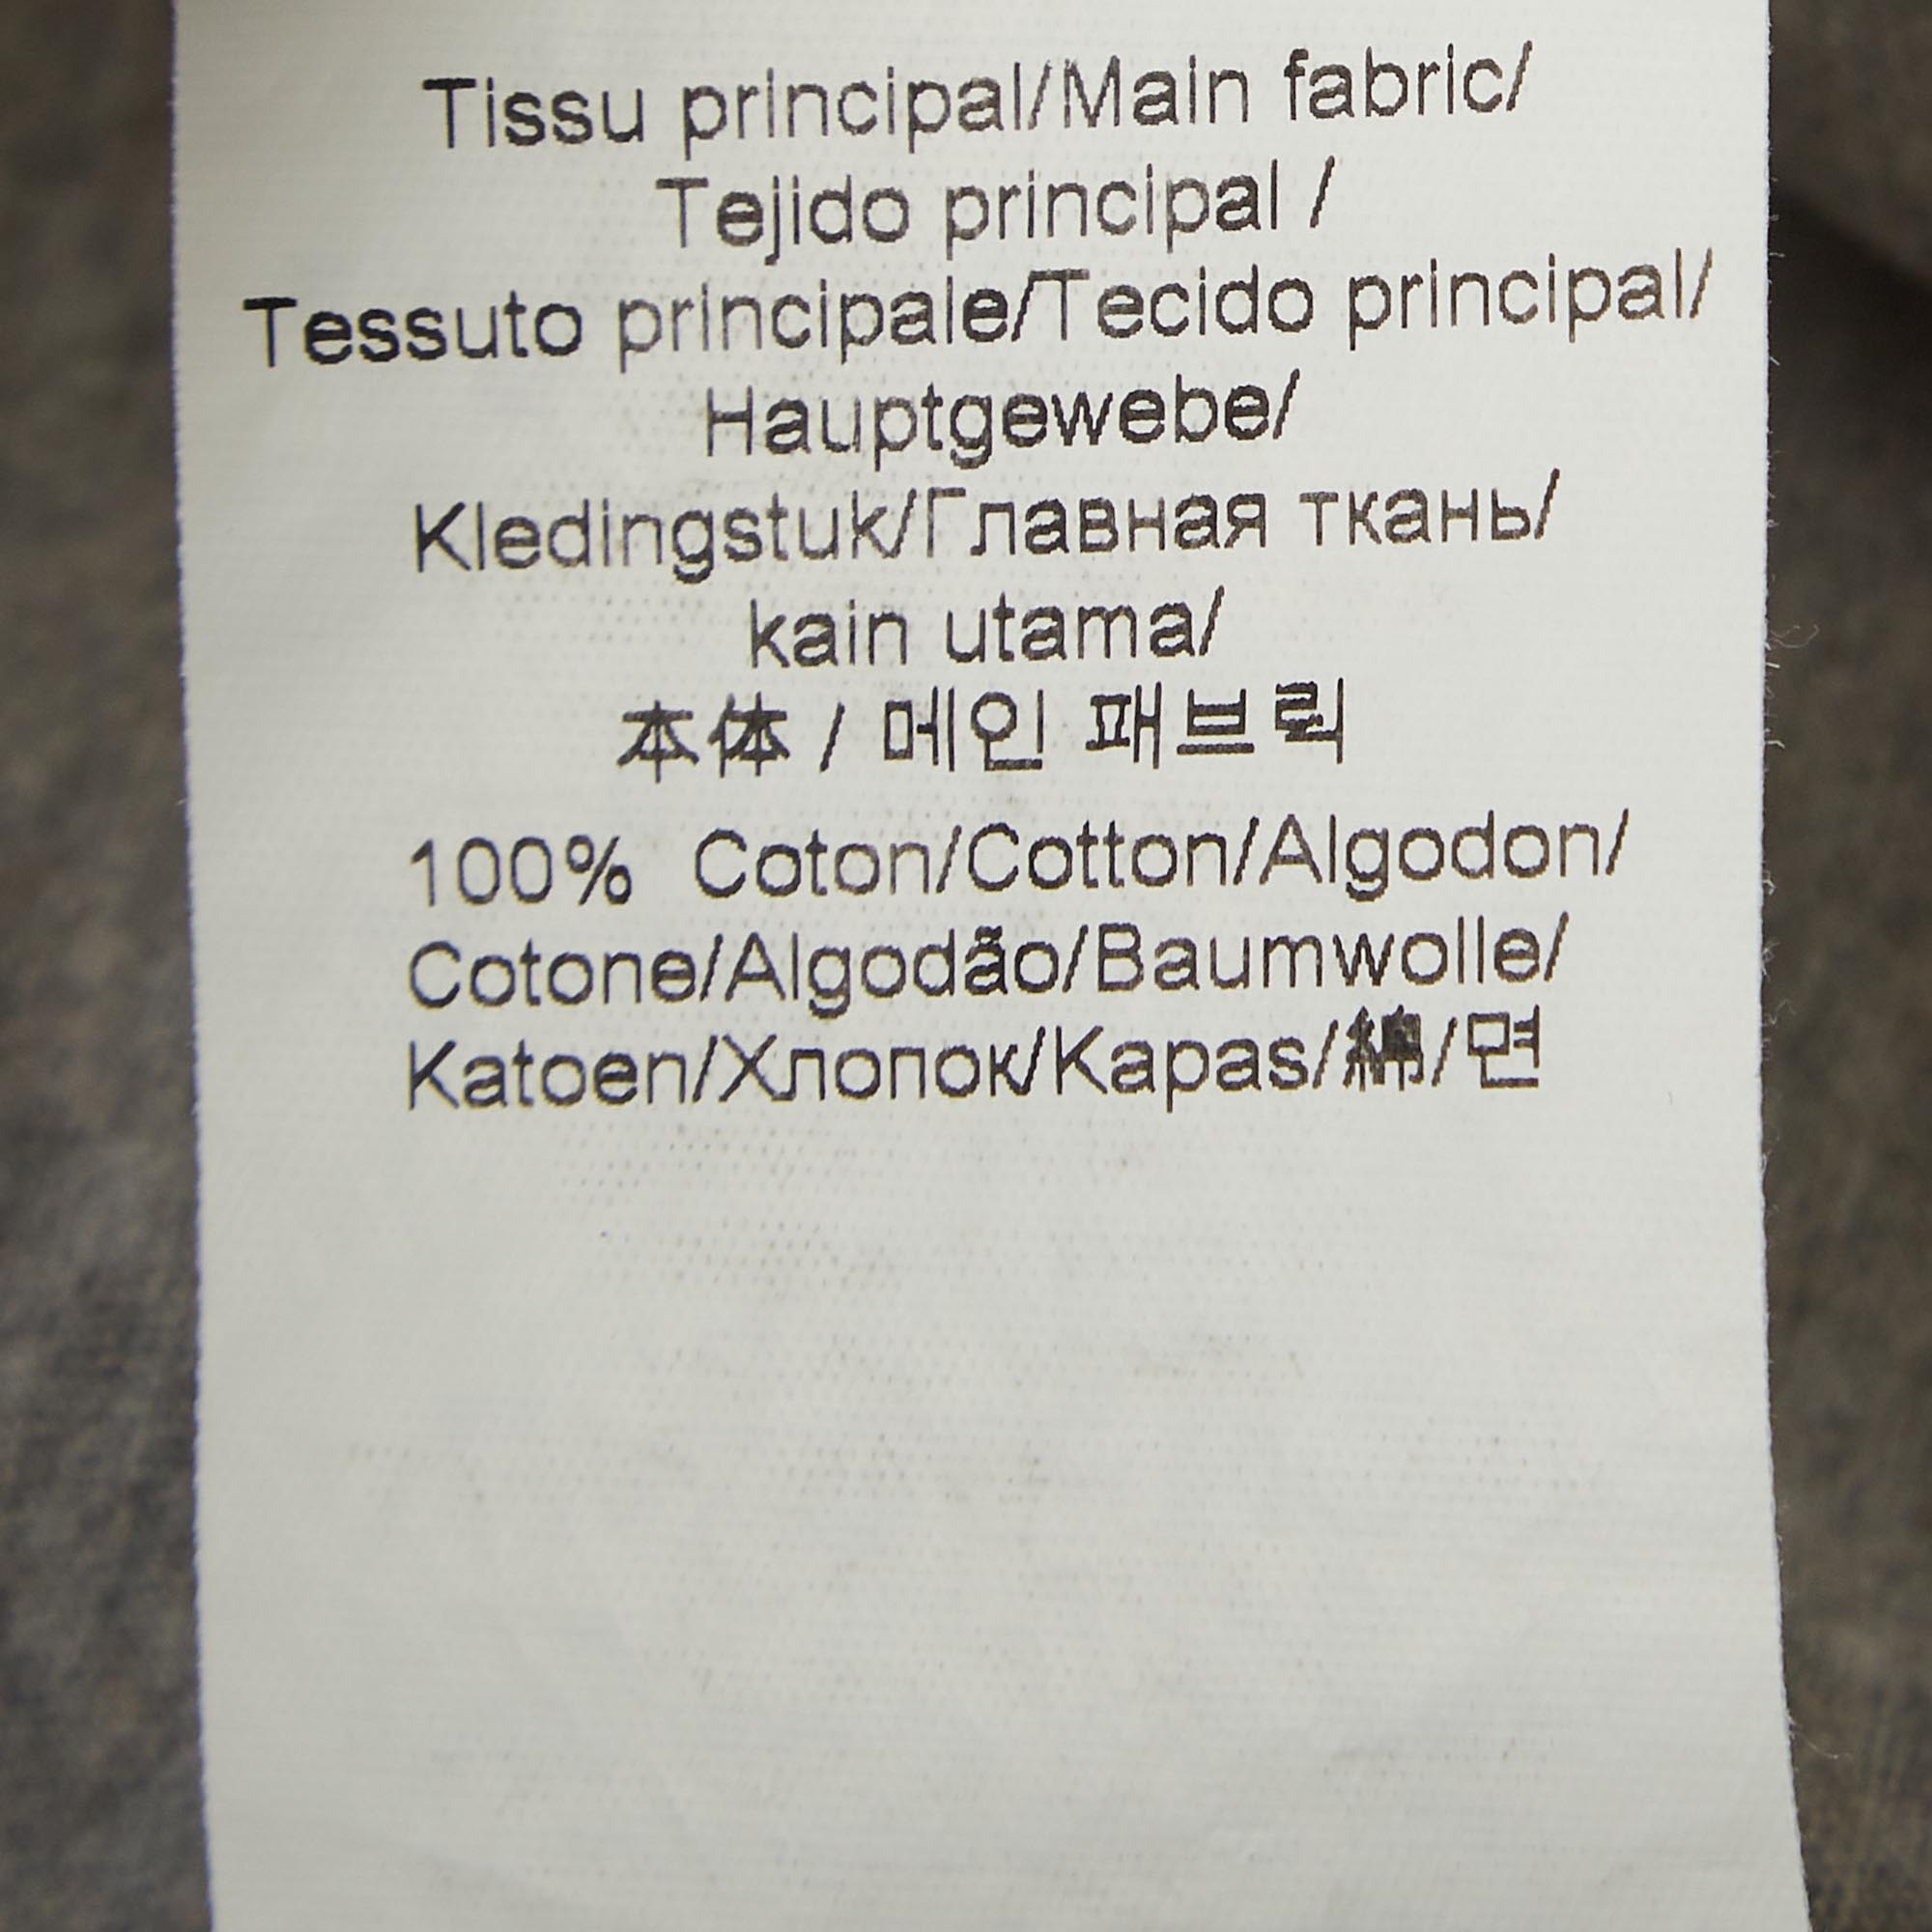 Tissu principal/Main fabric/
Tejido principal /
Tessuto principale/Tecido principal/
Hauptgewebe/
Kledingstuk/Главная ткань/
kain utama/
本体 / 메인 패브릭
100% Coton/Cotton/Algodon/
Cotone/Algodão/Baumwolle/
Katoen/Хлопок/Kapas/綿/면